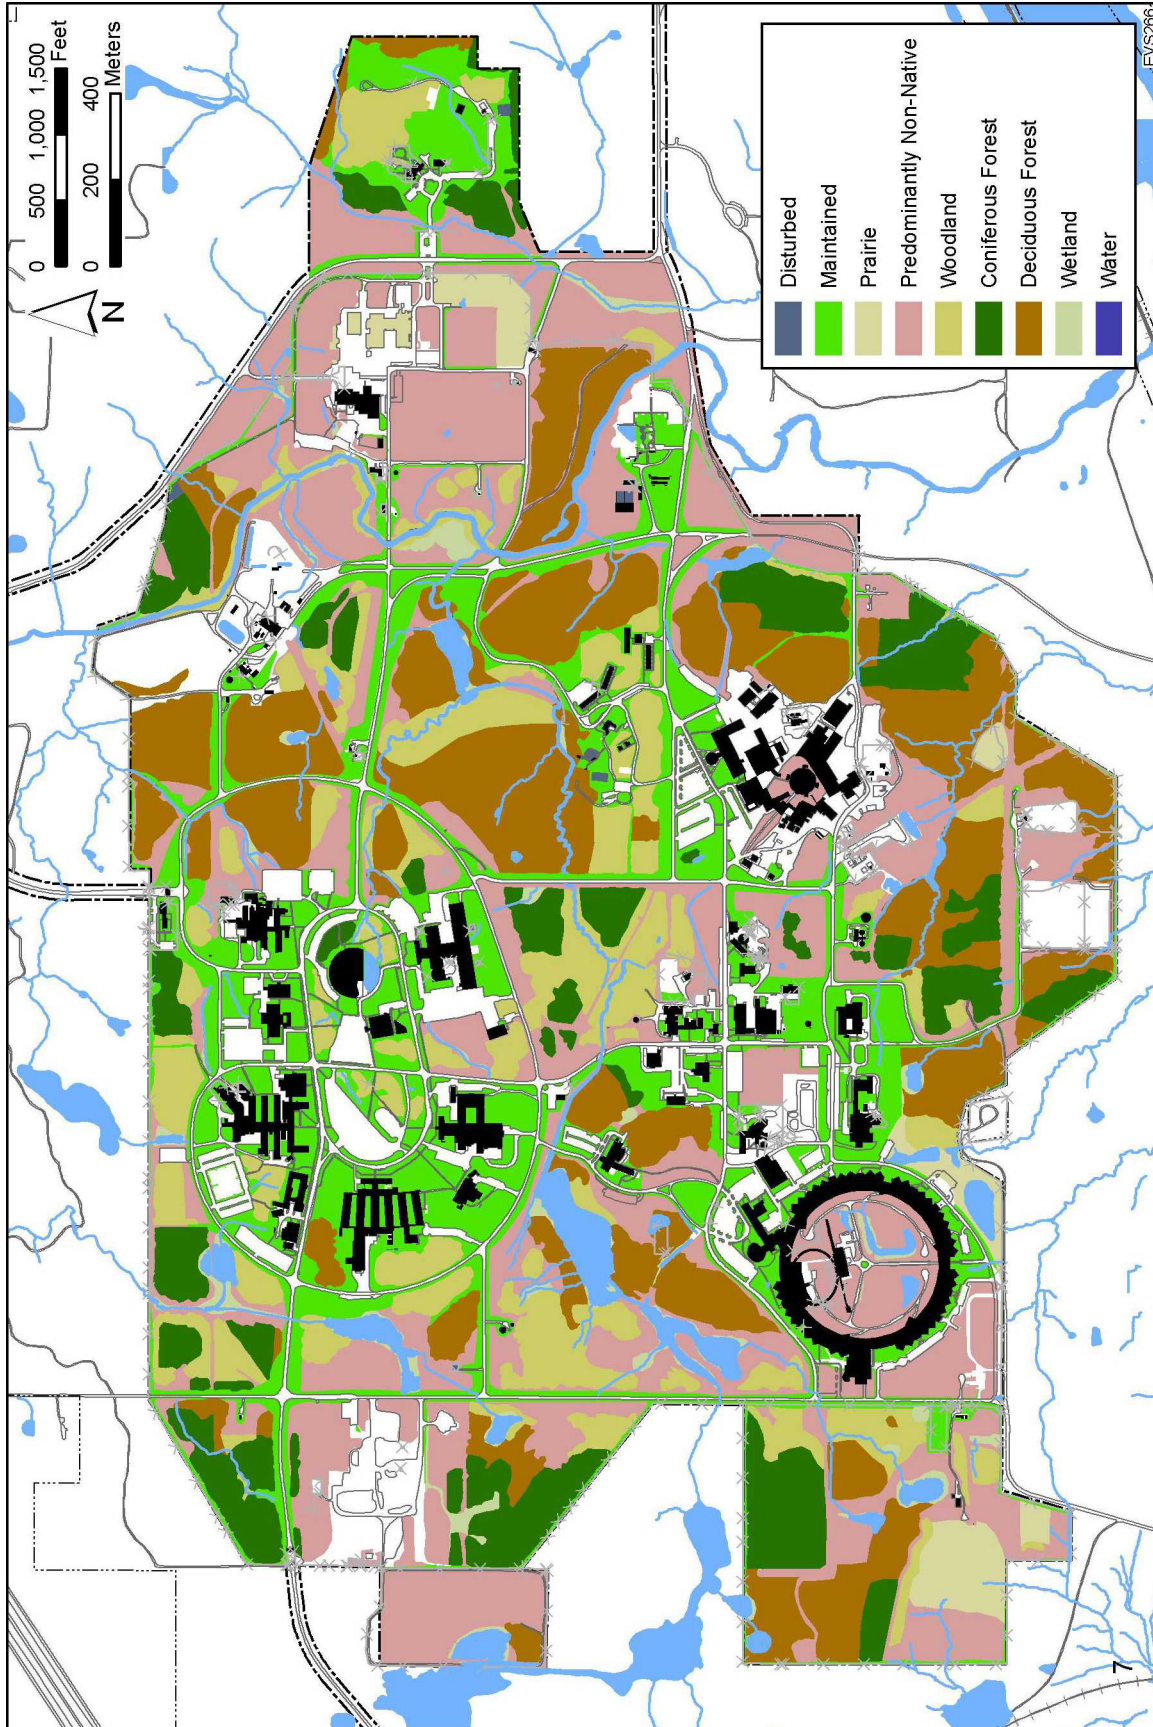 0 500 1,000 1,500
Feet
0 200 400
Meters
N
Disturbed
Maintained
Prairie
Predominantly Non-Native
Woodland
Coniferous Forest
Deciduous Forest
Wetland
Water
7